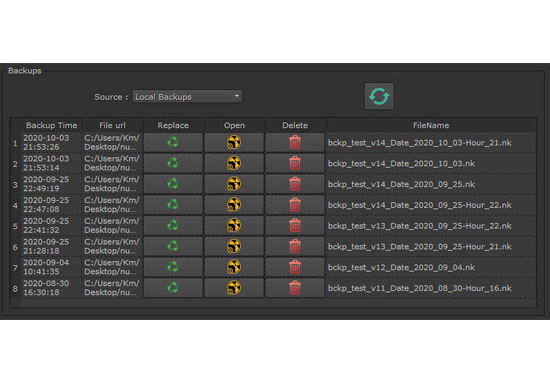 Backups
Source : Local Backups
Backup Time File url Replace Open Delete FileName
1 2020-10-03 21:53:26 C:/Users/Km/Desktop/nu... bckp_test_v14_Date_2020_10_03-Hour_21.nk
2 2020-10-03 21:53:14 C:/Users/Km/Desktop/nu... bckp_test_v14_Date_2020_10_03.nk
3 2020-09-25 22:49:19 C:/Users/Km/Desktop/nu... bckp_test_v14_Date_2020_09_25.nk
4 2020-09-25 22:47:08 C:/Users/Km/Desktop/nu... bckp_test_v14_Date_2020_09_25-Hour_22.nk
5 2020-09-25 22:41:32 C:/Users/Km/Desktop/nu... bckp_test_v13_Date_2020_09_25-Hour_22.nk
6 2020-09-25 21:28:18 C:/Users/Km/Desktop/nu... bckp_test_v13_Date_2020_09_25-Hour_21.nk
7 2020-09-04 10:41:35 C:/Users/Km/Desktop/nu... bckp_test_v12_Date_2020_09_04.nk
8 2020-08-30 16:30:18 C:/Users/Km/Desktop/nu... bckp_test_v11_Date_2020_08_30-Hour_16.nk